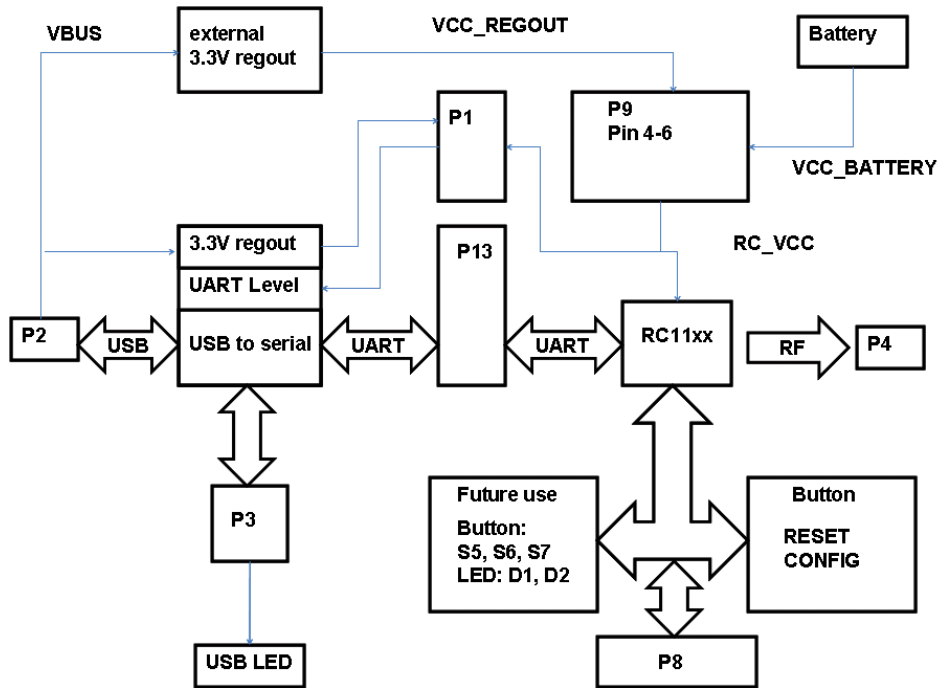 VBUS
external
3.3V regout
VCC_REGOUT
Battery
P1
P9
Pin 4-6
VCC_BATTERY
3.3V regout
P13
RC_VCC
UART Level
P2
USB
USB to serial
UART
UART
RC11xx
RF
P4
P3
Future use
Button:
S5, S6, S7
LED: D1, D2
Button
RESET
CONFIG
USB LED
P8